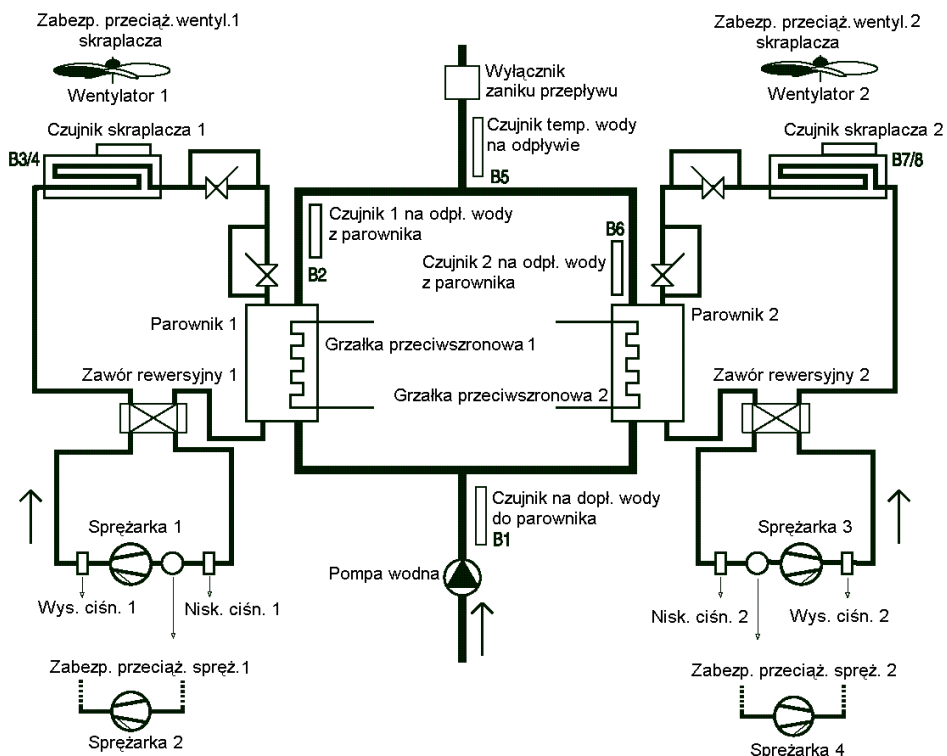 Zabezp. przeciąż.wentyl.1
skraplacza
Wentylator 1
Czujnik skraplacza 1
B3/4
Wyłącznik
zaniku przepływu
Czujnik temp. wody
na odpływie
B5
Zabezp. przeciąż.wentyl.2
skraplacza
Wentylator 2
Czujnik skraplacza 2
B7/8
Czujnik 1 na odpł. wody
z parownika
B2
B6
Czujnik 2 na odpł. wody
z parownika
Parownik 1
Parownik 2
Grzałka przeciwszronowa 1
Grzałka przeciwszronowa 2
Zawór rewersyjny 1
Zawór rewersyjny 2
Sprężarka 1
Wys. ciśn. 1
Nisk. ciśn. 1
Czujnik na dopł. wody
do parownika
B1
Pompa wodna
Sprężarka 3
Nisk. ciśn. 2
Wys. ciśn. 2
Zabezp. przeciąż. spręż.1
Sprężarka 2
Zabezp. przeciąż. spręż. 2
Sprężarka 4